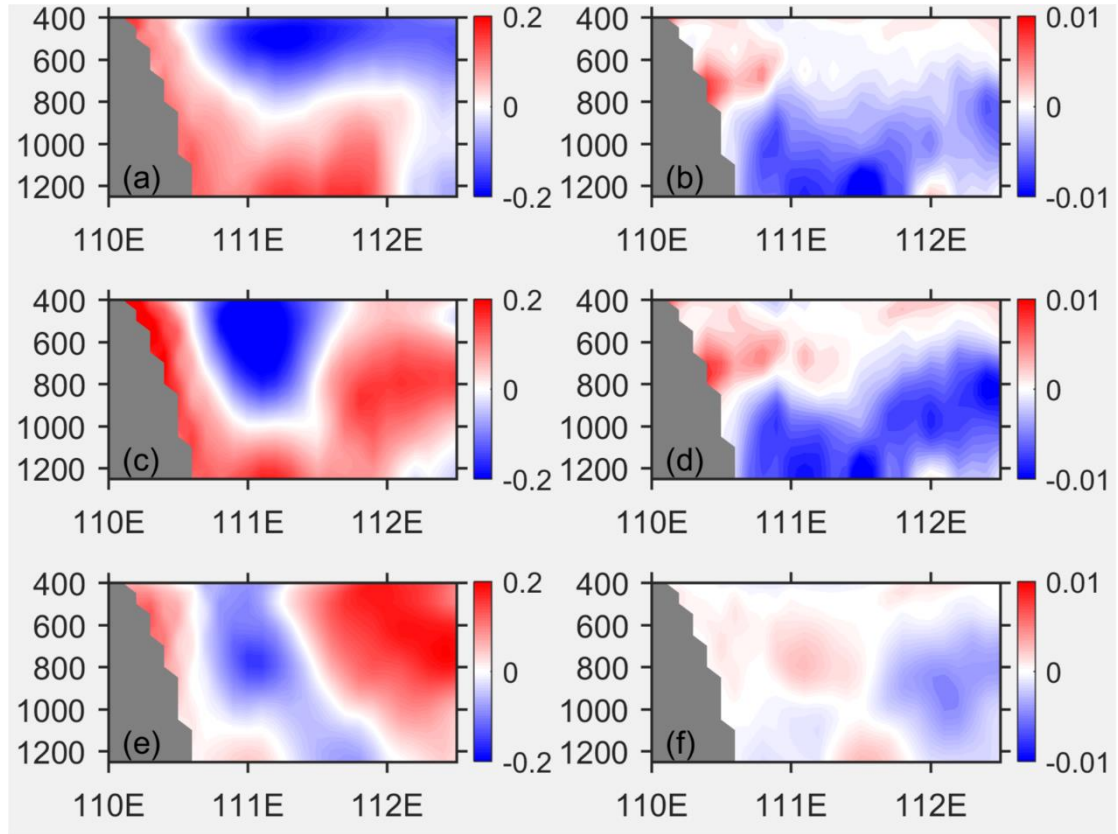 400 0.2 400 0.01
600 600
800 0 800 0
1000 1000
1200 (a) -0.2 1200 (b) -0.01
110E 111E 112E 110E 111E 112E
400 0.2 400 0.01
600 600
800 0 800 0
1000 1000
1200 (c) -0.2 1200 (d) -0.01
110E 111E 112E 110E 111E 112E
400 0.2 400 0.01
600 600
800 0 800 0
1000 1000
1200 (e) -0.2 1200 (f) -0.01
110E 111E 112E 110E 111E 112E